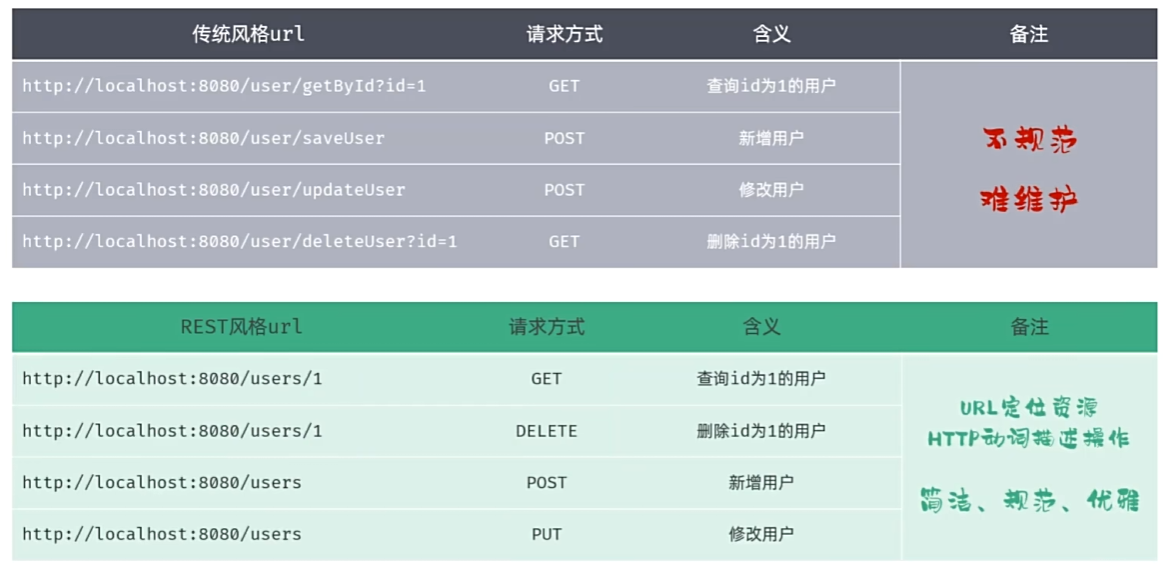 传统风格url 请求方式 含义 备注
http://localhost:8080/user/getById?id=1 GET 查询id为1的用户
http://localhost:8080/user/saveUser POST 新增用户
http://localhost:8080/user/updateUser POST 修改用户
http://localhost:8080/user/deleteUser?id=1 GET 删除id为1的用户
不规范
难维护
REST风格url 请求方式 含义 备注
http://localhost:8080/users/1 GET 查询id为1的用户
http://localhost:8080/users/1 DELETE 删除id为1的用户
http://localhost:8080/users POST 新增用户
http://localhost:8080/users PUT 修改用户
URL定位资源
HTTP动词描述操作
简洁、规范、优雅